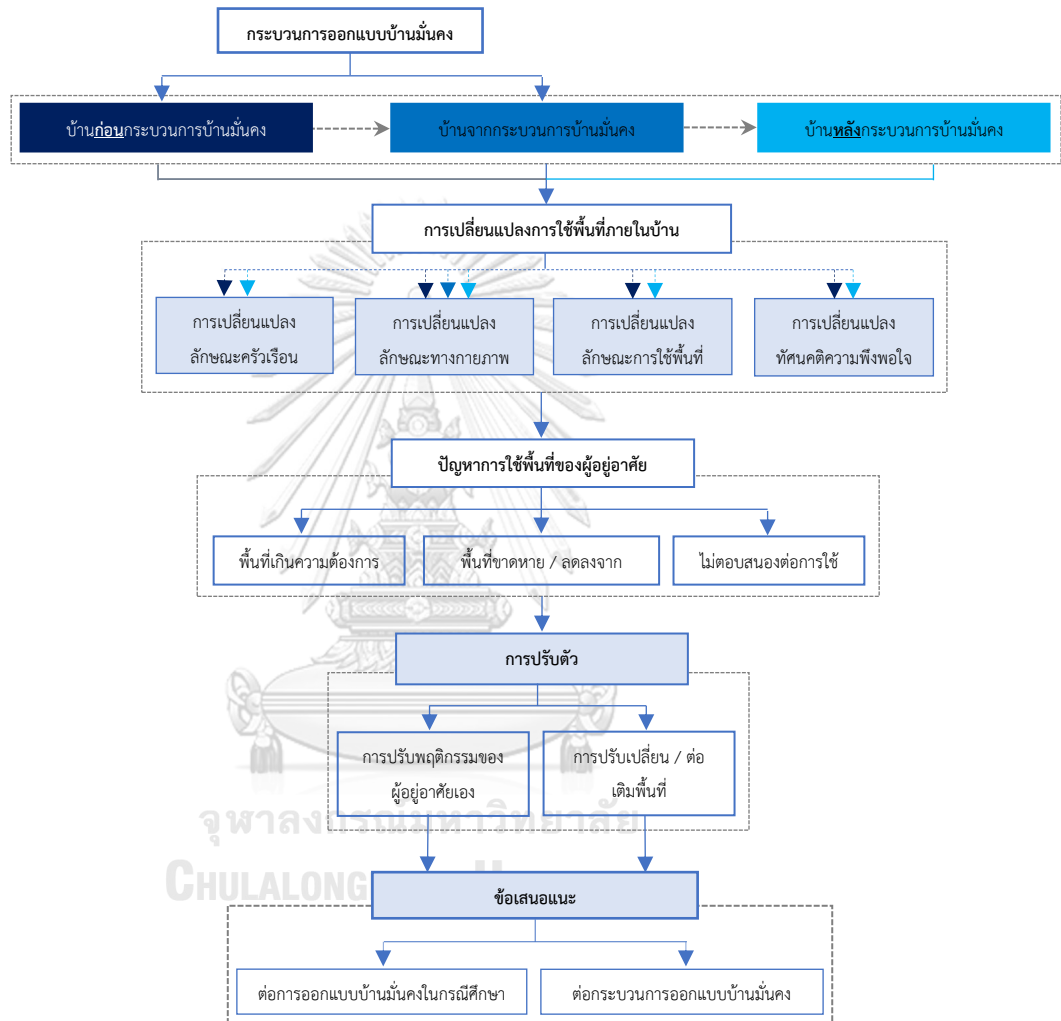 กระบวนการออกแบบบ้านมั่นคง
บ้านก่อนกระบวนการบ้านมั่นคง
บ้านจากกระบวนการบ้านมั่นคง
บ้านหลังกระบวนการบ้านมั่นคง
การเปลี่ยนแปลงการใช้พื้นที่ภายในบ้าน
การเปลี่ยนแปลง
ลักษณะครัวเรือน
การเปลี่ยนแปลง
ลักษณะทางกายภาพ
การเปลี่ยนแปลง
ลักษณะการใช้พื้นที่
การเปลี่ยนแปลง
ทัศนคติความพึงพอใจ
ปัญหาการใช้พื้นที่ของผู้อยู่อาศัย
พื้นที่เกินความต้องการ
พื้นที่ขาดหาย / ลดลงจาก
ไม่ตอบสนองต่อการใช้
การปรับตัว
การปรับพฤติกรรมของ
ผู้อยู่อาศัยเอง
การปรับเปลี่ยน / ต่อ
เติมพื้นที่
จุฬาลงกรณ์มหาวิทยาลัย
CHULALONG
ข้อเสนอแนะ
ต่อการออกแบบบ้านมั่นคงในกรณีศึกษา
ต่อกระบวนการออกแบบบ้านมั่นคง